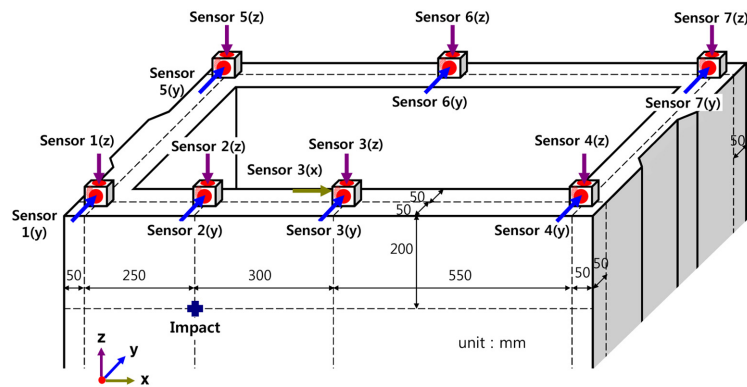 Sensor 5(z)
Sensor 6(z)
Sensor 7(z)
Sensor
5(y)
Sensor 6(y)
Sensor 7(y)
Sensor 1(z)
Sensor 2(z)
Sensor 3(z)
Sensor 4(z)
Sensor 3(x)
50
50
50
Sensor
1(y)
Sensor 2(y)
Sensor 3(y)
Sensor 4(y)
200
50
250
300
550
50
50
Impact
unit : mm
z
y
x